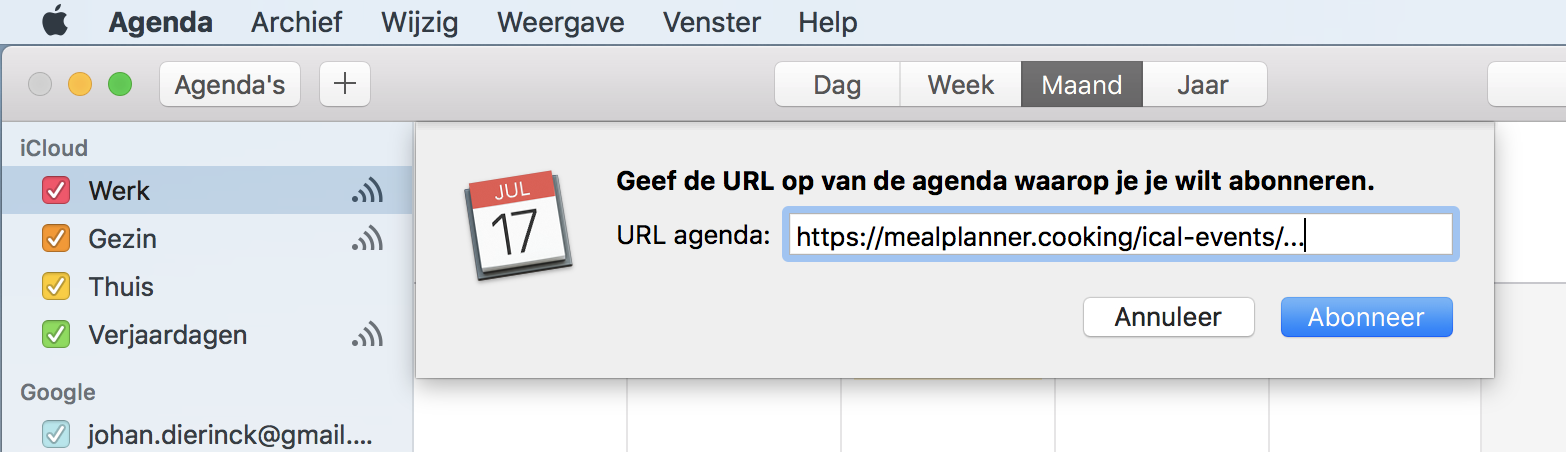 Agenda Archief Wijzig Weergave Venster Help
Agenda's + Dag Week Maand Jaar
iCloud
Werk
Gezin
Thuis
Verjaardagen
Google
johan.dierinck@gmail....
JUL
17
Geef de URL op van de agenda waarop je je wilt abonneren.
URL agenda: https://mealplanner.cooking/ical-events/...
Annuleer Abonneer